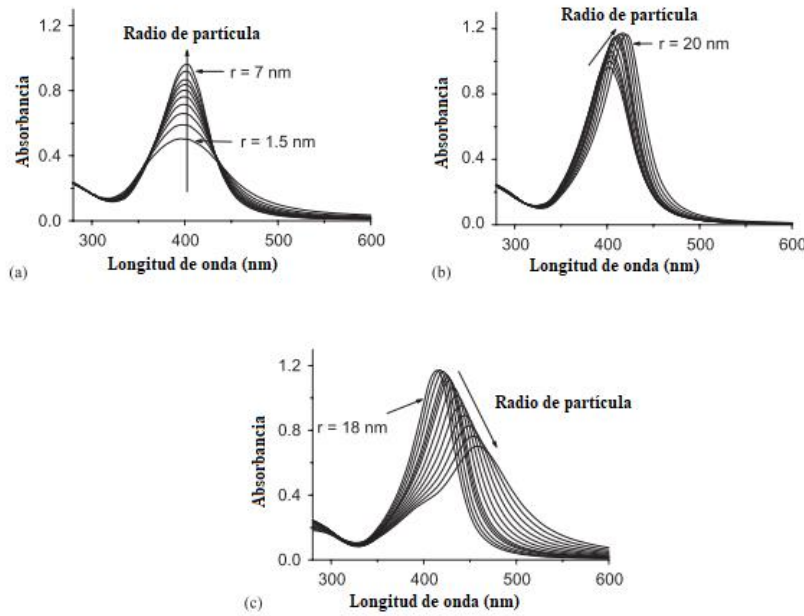 Radio de partícula
r = 7 nm
r = 1.5 nm
Absorbancia
1.2
0.8
0.4
0.0
300
400
500
600
Longitud de onda (nm)
(a)
Radio de partícula
r = 20 nm
Absorbancia
1.2
0.8
0.4
0.0
300
400
500
600
Longitud de onda (nm)
(b)
Radio de partícula
r = 18 nm
Absorbancia
1.2
0.8
0.4
0.0
300
400
500
600
Longitud de onda (nm)
(c)